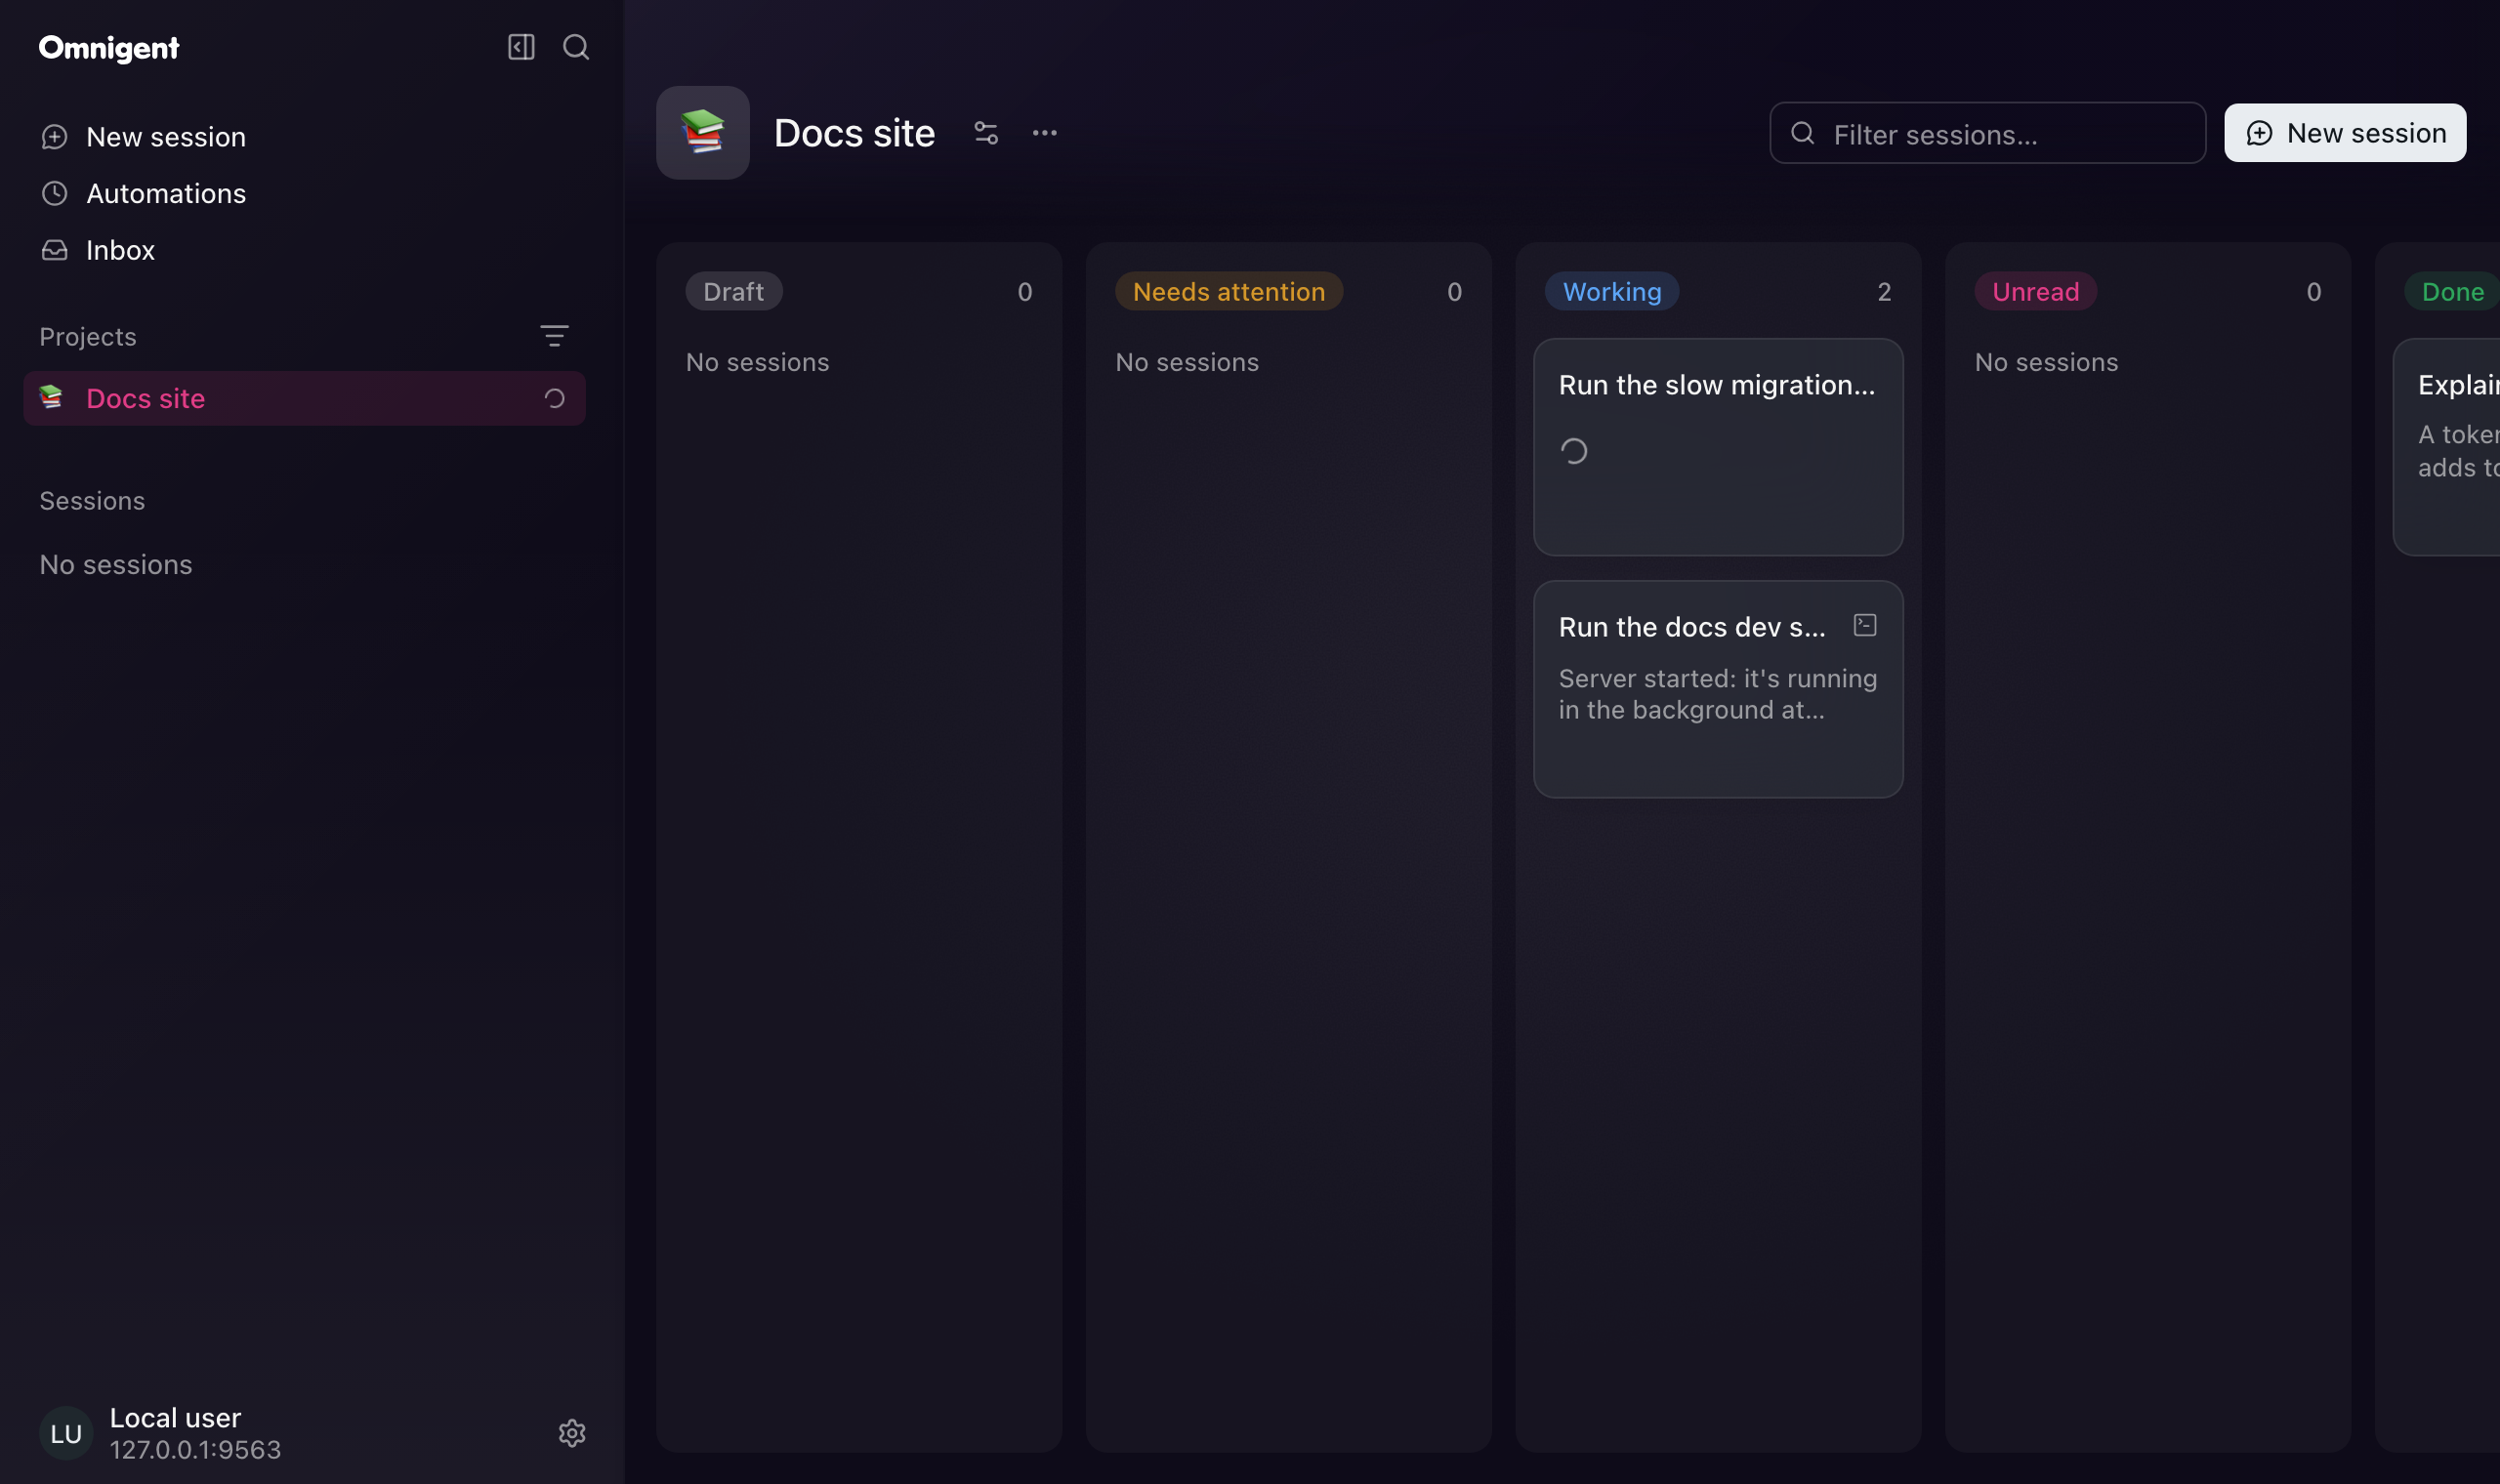 Omnigent
New session
Automations
Inbox
Projects
Docs site
Sessions
No sessions
LU
Local user
127.0.0.1:9563
Docs site
Filter sessions...
New session
Draft
0
No sessions
Needs attention
0
No sessions
Working
2
Run the slow migration...
Run the docs dev s...
Server started: it's running
in the background at...
Unread
0
No sessions
Done
Explai
A toke
adds t